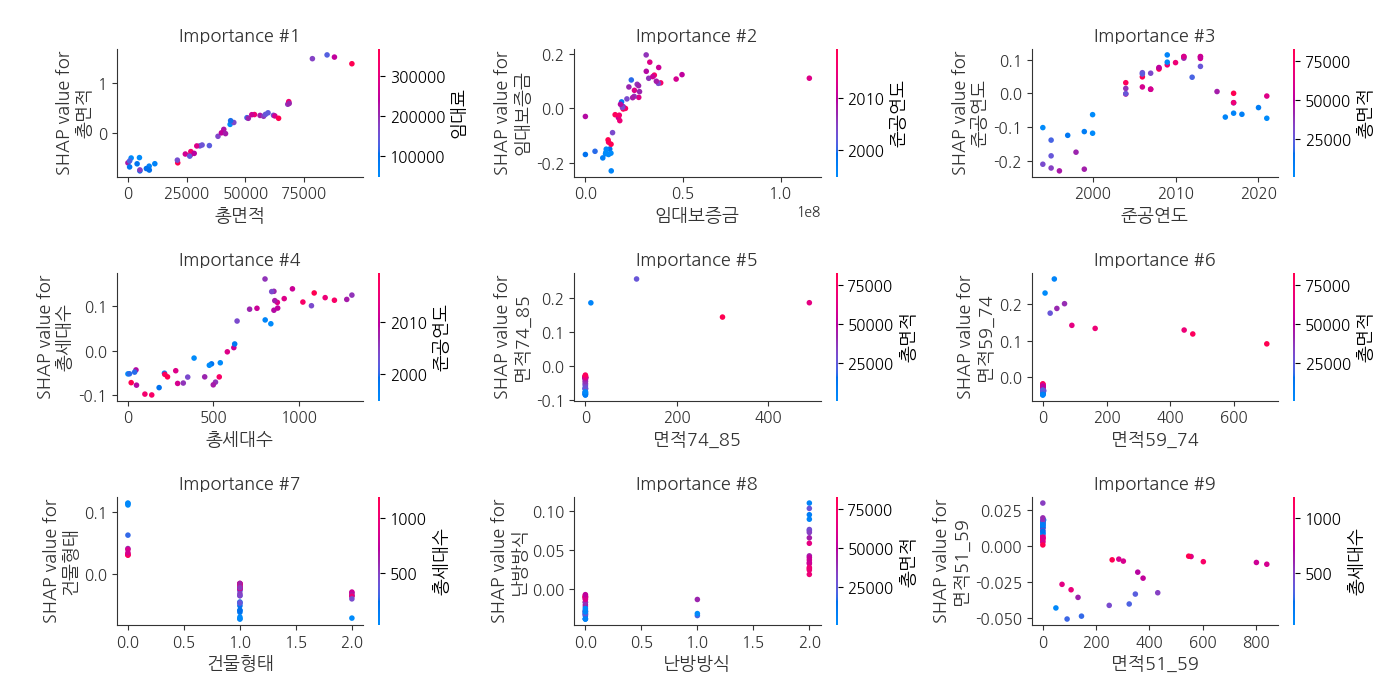 Importance #1
SHAP value for
총면적
1
0
0
25000
50000
75000
총면적
300000
200000
100000
임대료
Importance #2
SHAP value for
임대보증금
0.2
0.0
-0.2
0.0
0.5
1.0
1e8
임대보증금
2010
2000
준공연도
Importance #3
SHAP value for
준공연도
0.1
0.0
-0.1
-0.2
2000
2010
2020
준공연도
75000
50000
25000
총면적
Importance #4
SHAP value for
총세대수
0.1
0.0
-0.1
0
500
1000
총세대수
2010
2000
준공연도
Importance #5
SHAP value for
면적74_85
0.2
0.1
0.0
-0.1
0
200
400
면적74_85
75000
50000
25000
총면적
Importance #6
SHAP value for
면적59_74
0.2
0.1
0.0
0
200
400
600
면적59_74
75000
50000
25000
총면적
Importance #7
SHAP value for
건물형태
0.1
0.0
0.0
0.5
1.0
1.5
2.0
건물형태
1000
500
총세대수
Importance #8
SHAP value for
난방방식
0.10
0.05
0.00
0.0
0.5
1.0
1.5
2.0
난방방식
75000
50000
25000
총면적
Importance #9
SHAP value for
면적51_59
0.025
0.000
-0.025
-0.050
0
200
400
600
800
면적51_59
1000
500
총세대수